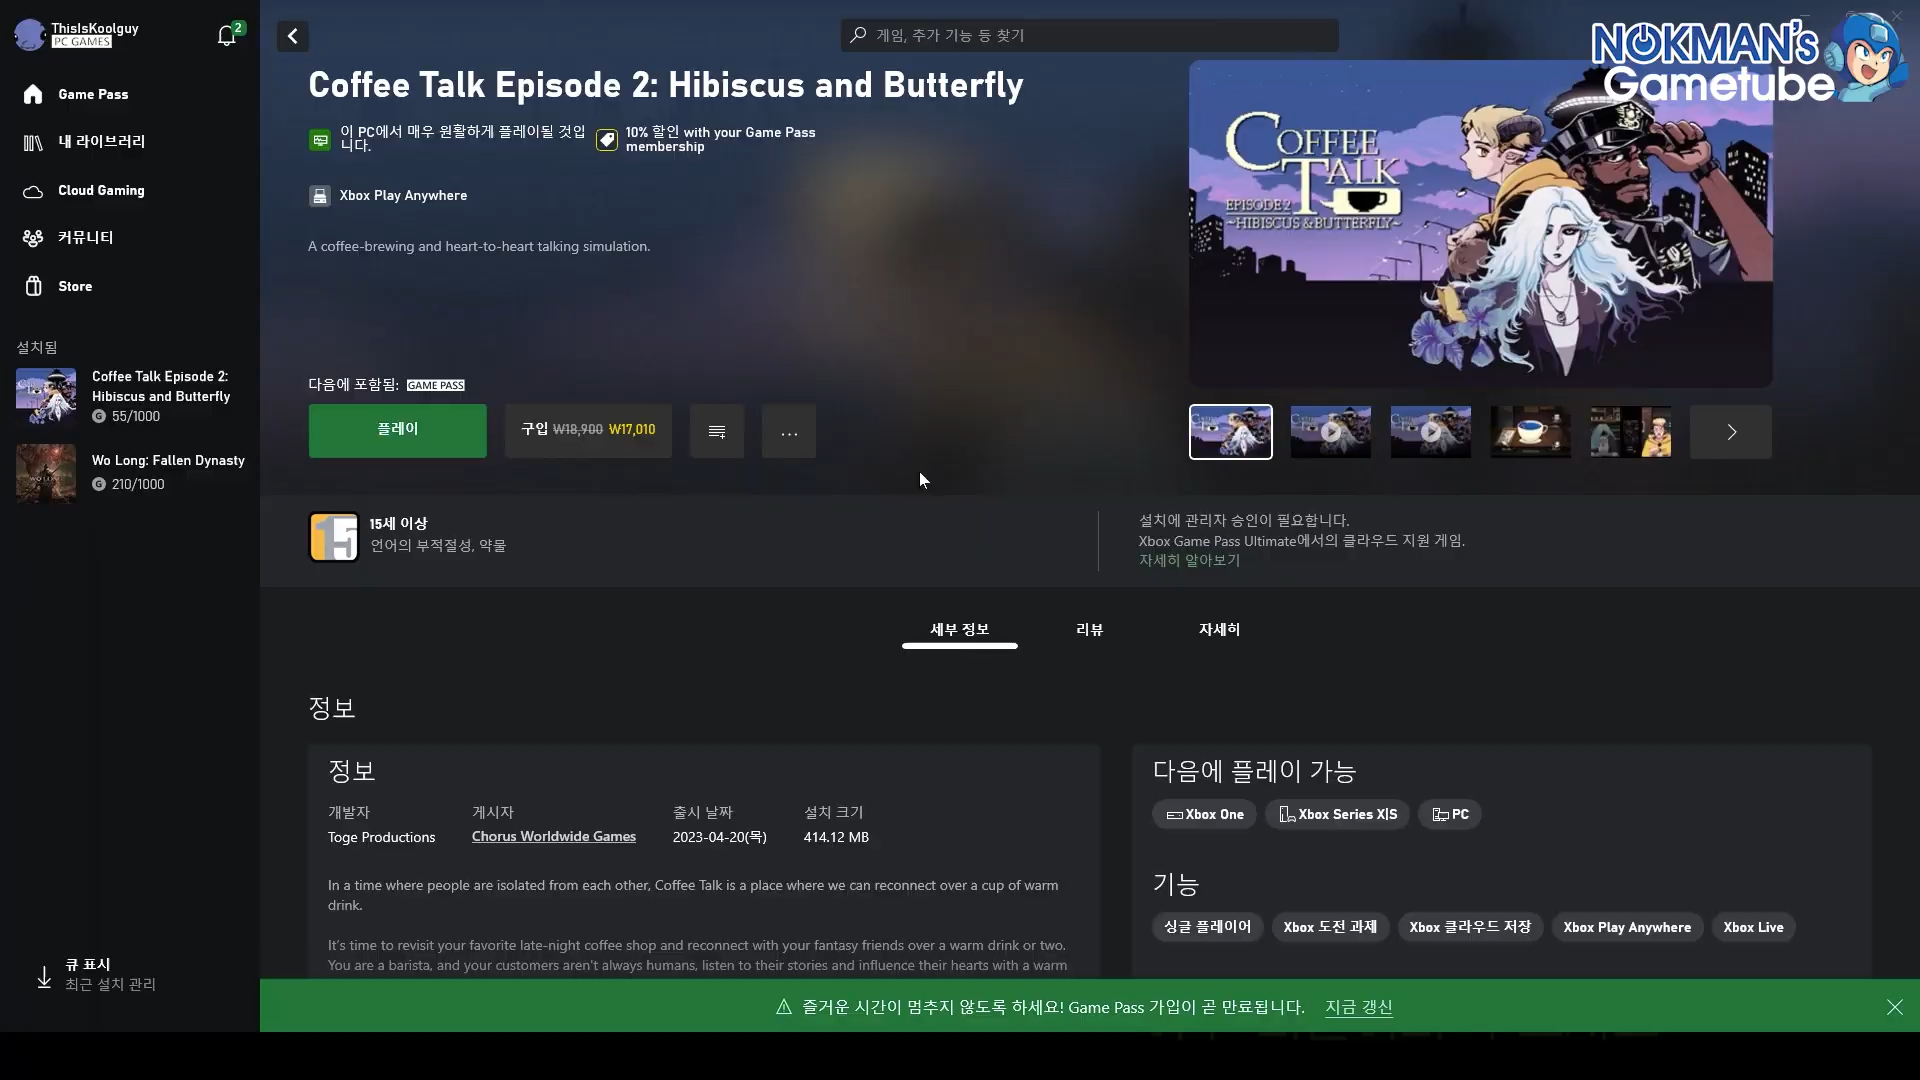 ThisIsKoolguy
PC GAMES
2
Game Pass
내 라이브러리
Cloud Gaming
커뮤니티
Store
설치됨
Coffee Talk Episode 2:
Hibiscus and Butterfly
55/1000
Wo Long: Fallen Dynasty
210/1000
큐 표시
최근 설치 관리
게임, 추가 기능 등 찾기
NOKMAN's
Gametube
Coffee Talk Episode 2: Hibiscus and Butterfly
이 PC에서 매우 원활하게 플레이될 것입
니다.
10% 할인 with your Game Pass
membership
Xbox Play Anywhere
A coffee-brewing and heart-to-heart talking simulation.
다음에 포함됨: GAME PASS
플레이
구입 ₩18,900 ₩17,010
...
COFFEE
TALK
EPISODE 2
~HIBISCUS & BUTTERFLY~
15
15세 이상
언어의 부적절성, 약물
설치에 관리자 승인이 필요합니다.
Xbox Game Pass Ultimate에서의 클라우드 지원 게임.
자세히 알아보기
세부 정보
리뷰
자세히
정보
정보
개발자
게시자
출시 날짜
설치 크기
Toge Productions
Chorus Worldwide Games
2023-04-20(목)
414.12 MB
In a time where people are isolated from each other, Coffee Talk is a place where we can reconnect over a cup of warm
drink.
It's time to revisit your favorite late-night coffee shop and reconnect with your fantasy friends over a warm drink or two.
You are a barista, and your customers aren't always humans, listen to their stories and influence their hearts with a warm
다음에 플레이 가능
Xbox One
Xbox Series X|S
PC
기능
싱글 플레이어
Xbox 도전 과제
Xbox 클라우드 저장
Xbox Play Anywhere
Xbox Live
즐거운 시간이 멈추지 않도록 하세요! Game Pass 가입이 곧 만료됩니다. 지금 갱신